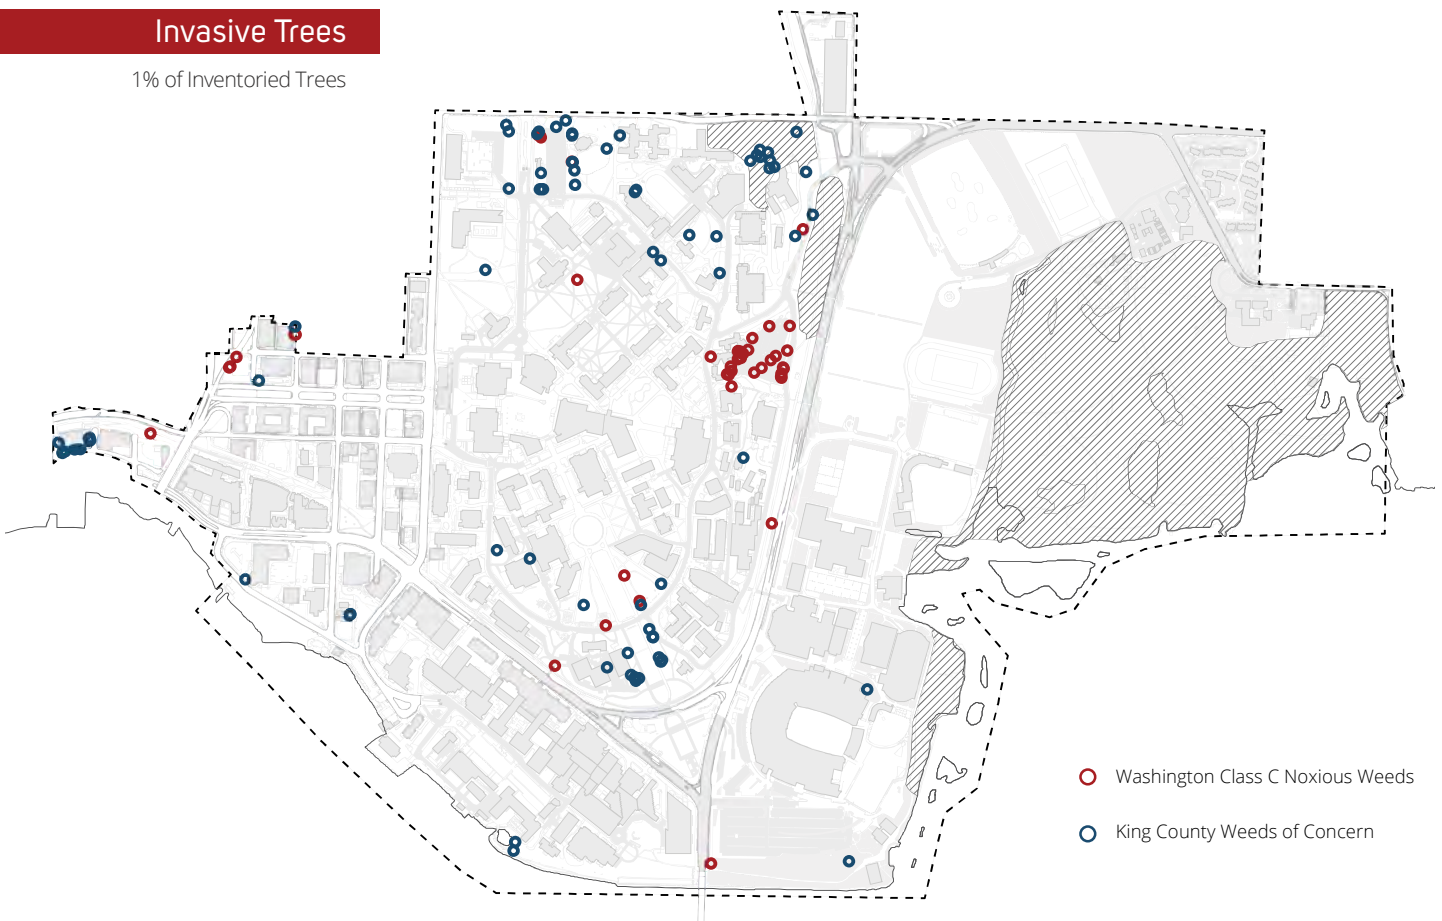 Invasive Trees
1% of Inventoried Trees
Washington Class C Noxious Weeds
King County Weeds of Concern